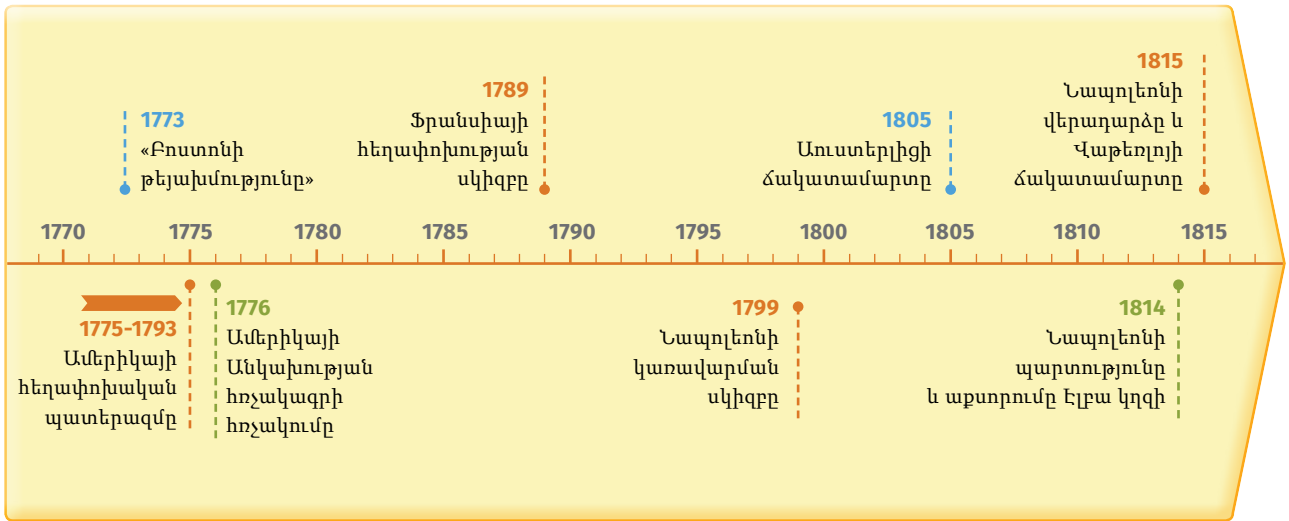 1773
«Բոստոնի
թեյախմությունը»
1789
Ֆրանսիայի
հեղափոխության
սկիզբը
1805
Աուստերլիցի
ճակատամարտը
1815
Նապոլեոնի
վերադարձը և
Վաթեռլոյի
ճակատամարտը
1770 1775 1780 1785 1790 1795 1800 1805 1810 1815
1775-1793
Ամերիկայի
հեղափոխական
պատերազմը
1776
Ամերիկայի
Անկախության
հռչակագրի
հռչակումը
1799
Նապոլեոնի
կառավարման
սկիզբը
1814
Նապոլեոնի
պարտությունը
և աքսորումը Էլբա կղզի